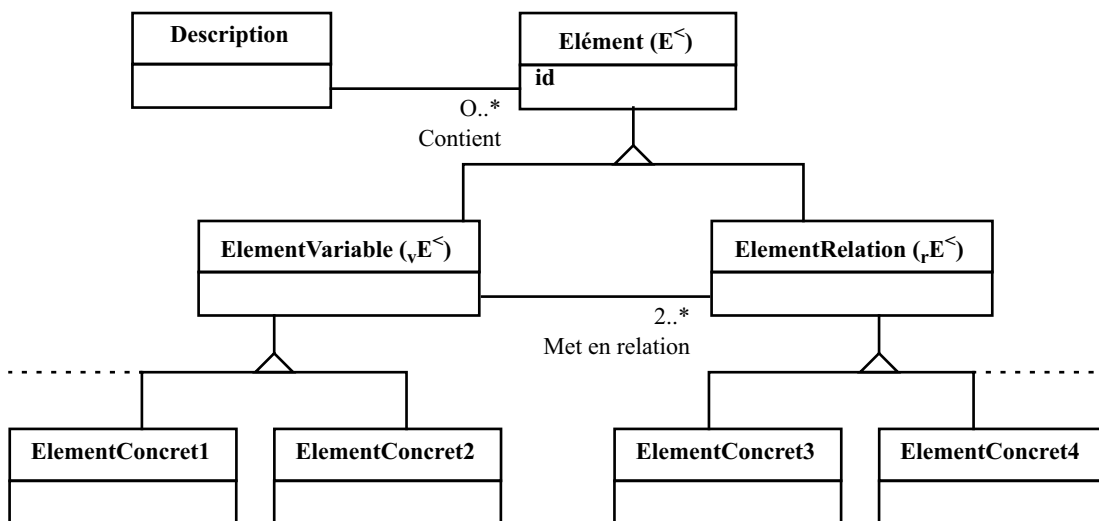 Description
Elément (E<)
id
O..*
Contient
ElementVariable (vE<)
ElementRelation (rE<)
2..*
Met en relation
ElementConcret1
ElementConcret2
ElementConcret3
ElementConcret4